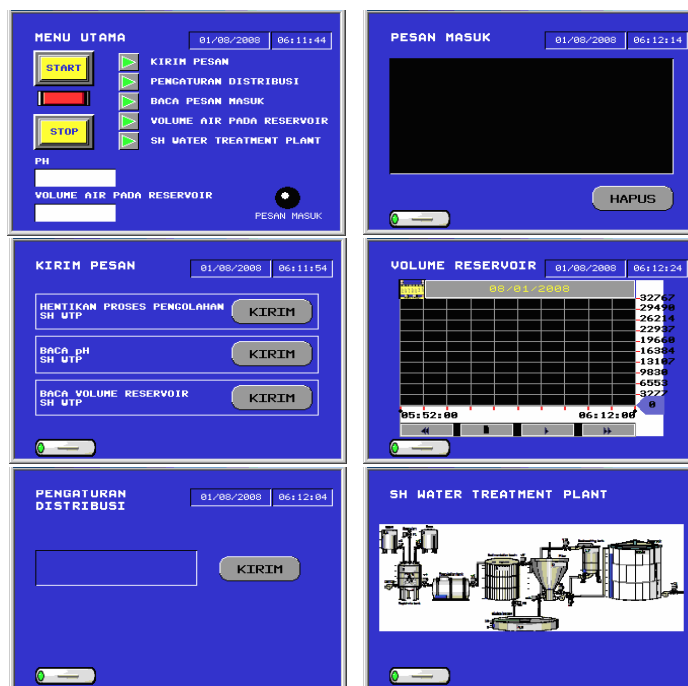 MENU UTAMA
01/08/2008 06:11:44
START
KIRIM PESAN
PENGATURAN DISTRIBUSI
BACA PESAN MASUK
STOP
VOLUME AIR PADA RESERVOIR
SH WATER TREATMENT PLANT
PH
VOLUME AIR PADA RESERVOIR
PESAN MASUK
PESAN MASUK
01/08/2008 06:12:14
HAPUS
KIRIM PESAN
01/08/2008 06:11:54
HENTIKAN PROSES PENGOLAHAN
SH WTP
KIRIM
BACA pH
SH WTP
KIRIM
BACA VOLUME RESERVOIR
SH WTP
KIRIM
VOLUME RESERVOIR
01/08/2008 06:12:24
08/01/2008
32767
29490
26214
22937
19660
16384
13107
9830
6553
3277
0
05:52:00 06:12:00
PENGATURAN
DISTRIBUSI
01/08/2008 06:12:04
KIRIM
SH WATER TREATMENT PLANT